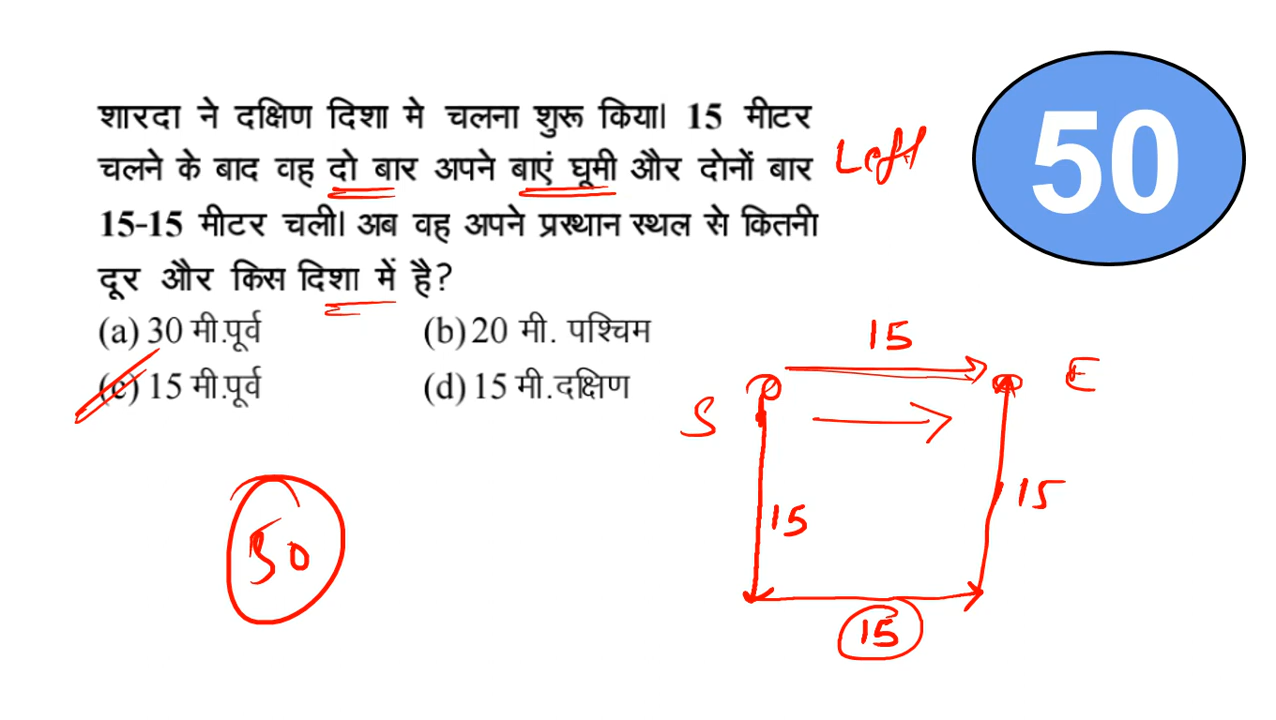 शारदा ने दक्षिण दिशा मे चलना शुरू किया। 15 मीटर
चलने के बाद वह दो बार अपने बाएं घूमी और दोनों बार
15-15 मीटर चली। अब वह अपने प्रस्थान स्थल से कितनी
दूर और किस दिशा में है?
(a) 30 मी.पूर्व (b) 20 मी. पश्चिम
(c) 15 मी.पूर्व (d) 15 मी.दक्षिण
Left
50
15
S
E
15
15
15
50